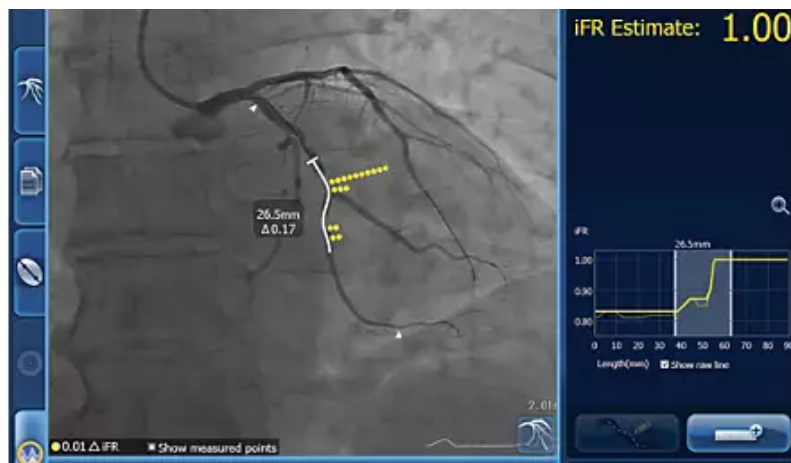 iFR Estimate: 1.00
26.5mm
Δ0.17
26.5mm
iFR
1.00
0.90
0.80
0 10 20 30 40 50 60 70 80 90
Length(mm) Show raw line
2.01
0.01 Δ iFR Show measured points